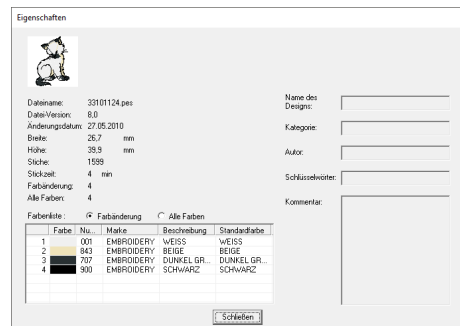 Eigenschaften
Dateiname: 33101124.pes
Datei-Version: 8,0
Änderungsdatum: 27.05.2010
Breite: 26,7 mm
Höhe: 39,9 mm
Stiche: 1599
Stickzeit: 4 min
Farbänderung: 4
Alle Farben: 4
Farbenliste : Farbänderung Alle Farben
Farbe Nu... Marke Beschreibung Standardfarbe
1 001 EMBROIDERY WEISS WEISS
2 843 EMBROIDERY BEIGE BEIGE
3 707 EMBROIDERY DUNKEL GR... DUNKEL GR...
4 900 EMBROIDERY SCHWARZ SCHWARZ
Name des
Designs:
Kategorie:
Autor:
Schlüsselwörter:
Kommentar:
Schließen